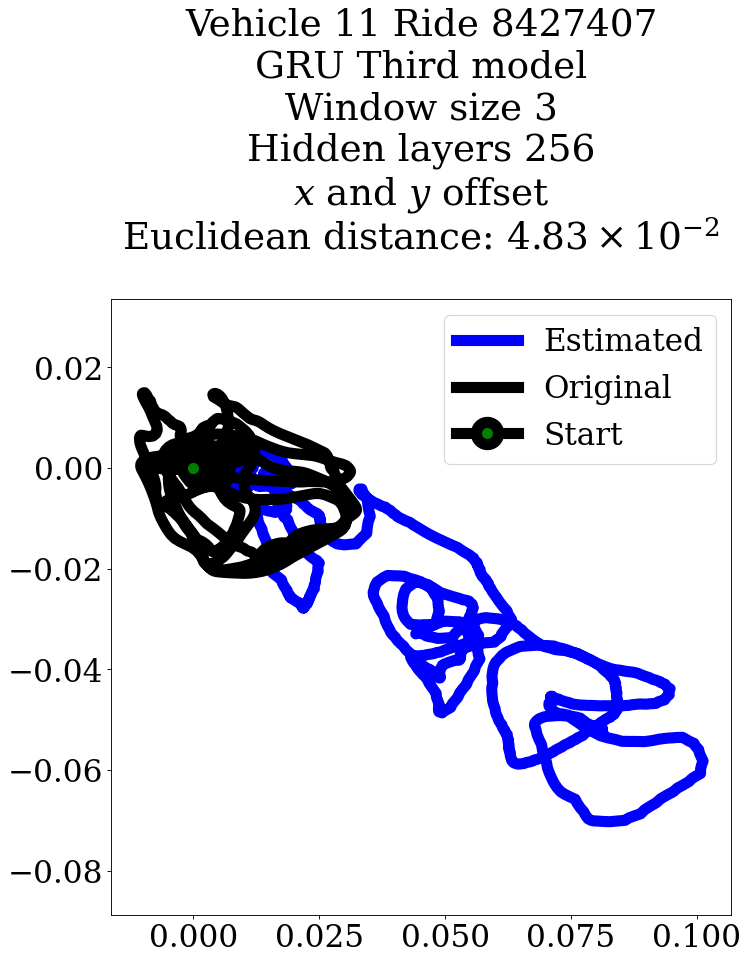 Vehicle 11 Ride 8427407
GRU Third model
Window size 3
Hidden layers 256
x and y offset
Euclidean distance: 4.83 × 10⁻²
Estimated
Original
Start
0.02
0.00
−0.02
−0.04
−0.06
−0.08
0.000 0.025 0.050 0.075 0.100